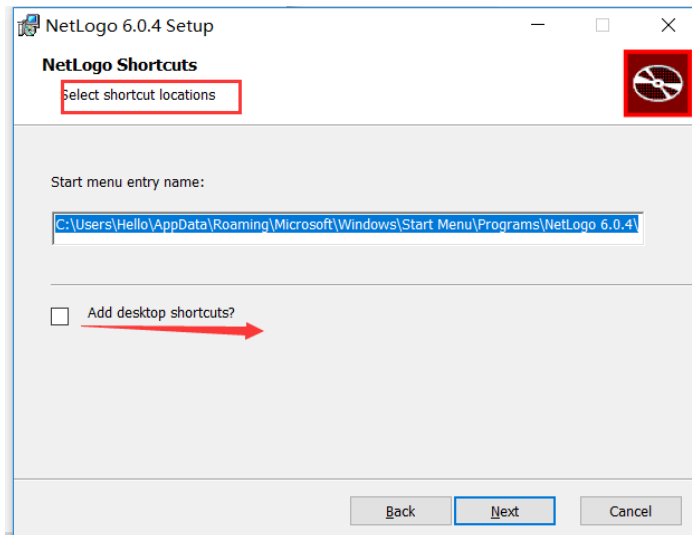 NetLogo 6.0.4 Setup
NetLogo Shortcuts
Select shortcut locations
Start menu entry name:
C:\Users\Hello\AppData\Roaming\Microsoft\Windows\Start Menu\Programs\NetLogo 6.0.4\
Add desktop shortcuts?
Back Next Cancel